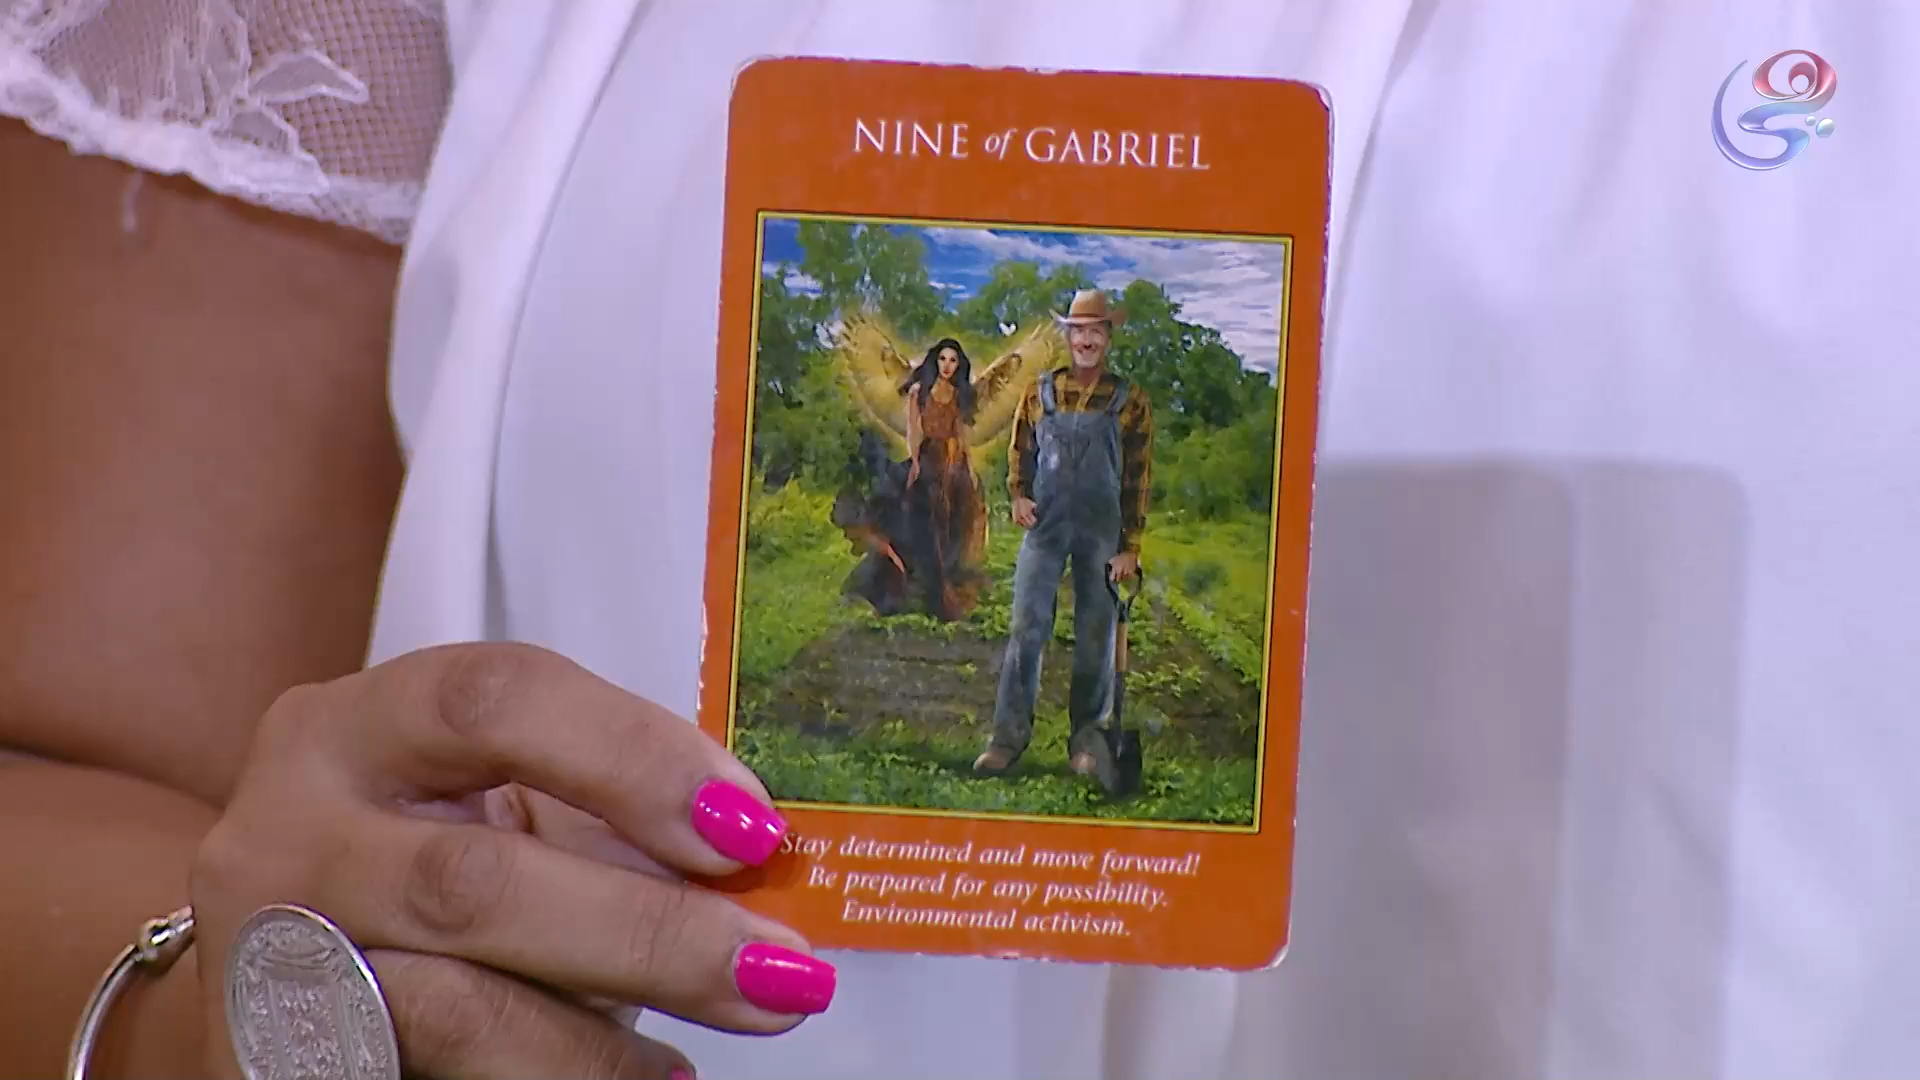 NINE of GABRIEL
Stay determined and move forward!
Be prepared for any possibility.
Environmental activism.